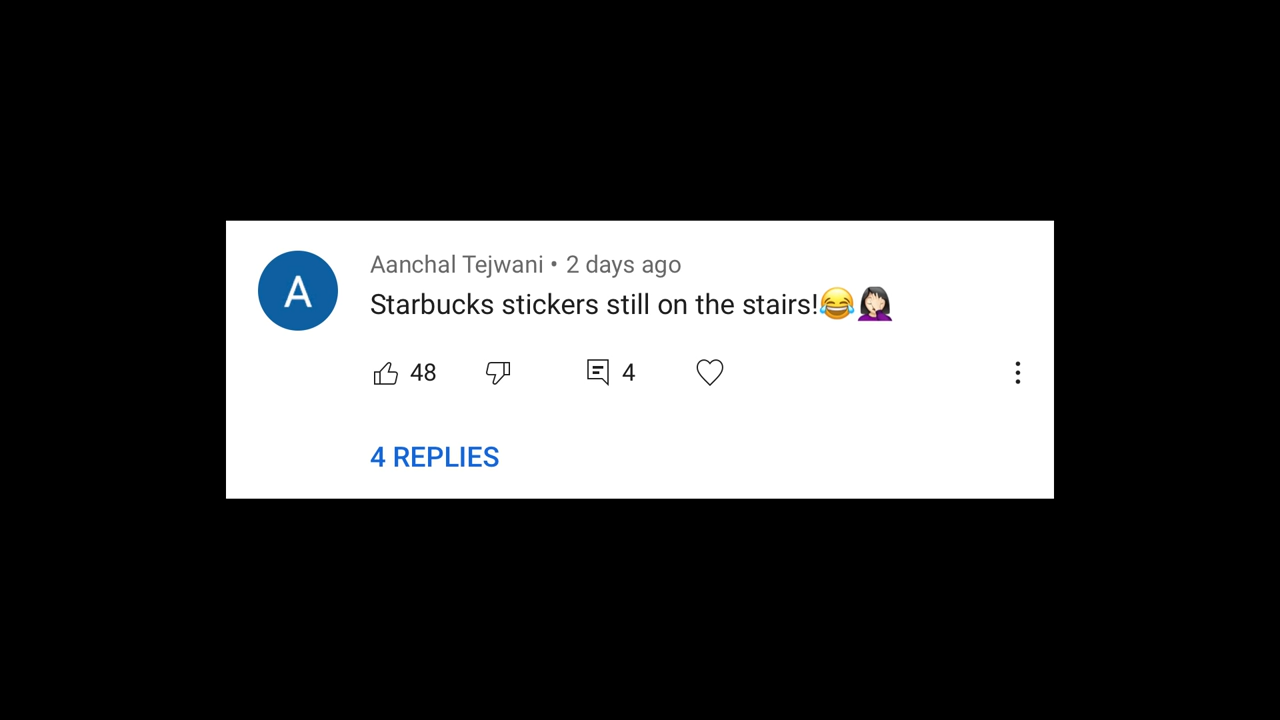 A
Aanchal Tejwani • 2 days ago
Starbucks stickers still on the stairs!😂🤦🏻‍♀️
48 4
4 REPLIES